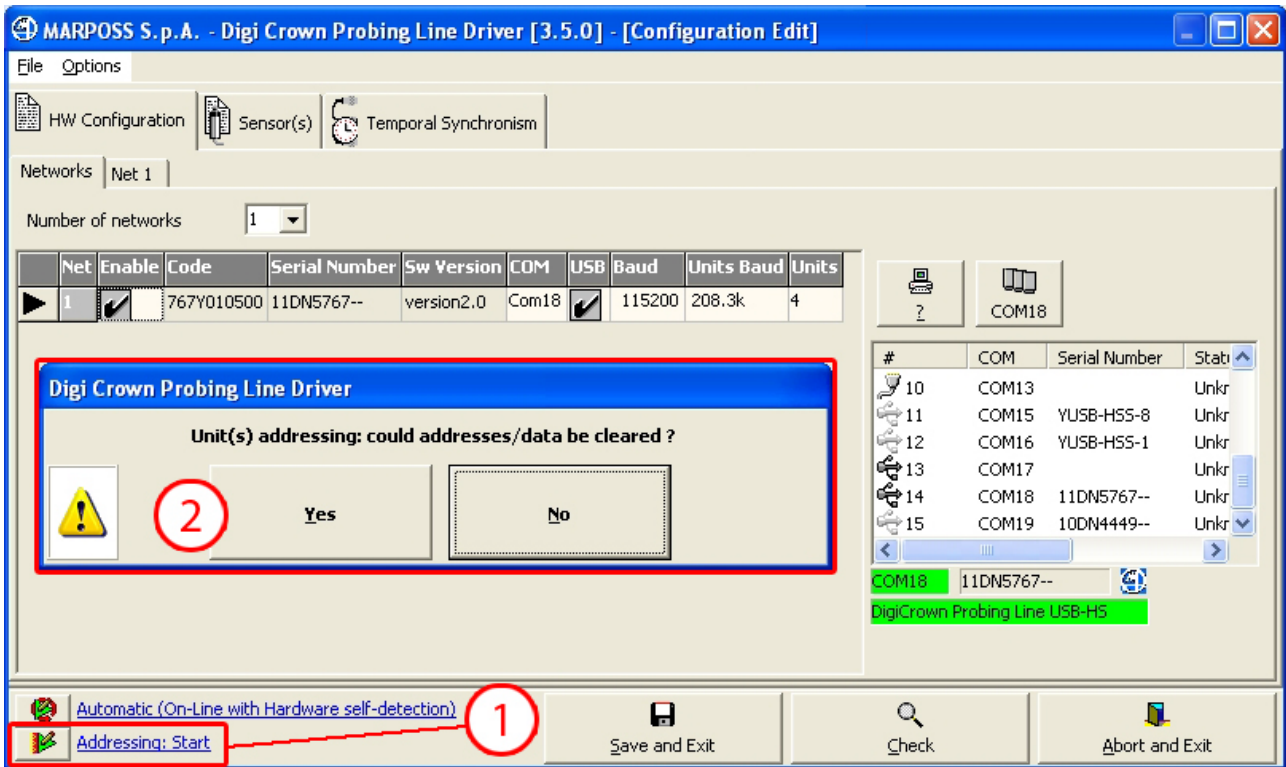 MARPOSS S.p.A. - Digi Crown Probing Line Driver [3.5.0] - [Configuration Edit]
File Options
HW Configuration Sensor(s) Temporal Synchronism
Networks Net 1
Number of networks 1
Net Enable Code Serial Number Sw Version COM USB Baud Units Baud Units
1 767Y010500 11DN5767-- version2.0 Com18 115200 208.3k 4
?
COM18
# COM Serial Number Statu
10 COM13 Unkr
11 COM15 YUSB-HSS-8 Unkr
12 COM16 YUSB-HSS-1 Unkr
13 COM17 Unkr
14 COM18 11DN5767-- Unkr
15 COM19 10DN4449-- Unkr
COM18 11DN5767--
DigiCrown Probing Line USB-HS
Digi Crown Probing Line Driver
Unit(s) addressing: could addresses/data be cleared ?
2 Yes No
Automatic (On-Line with Hardware self-detection)
Addressing: Start
1
Save and Exit Check Abort and Exit